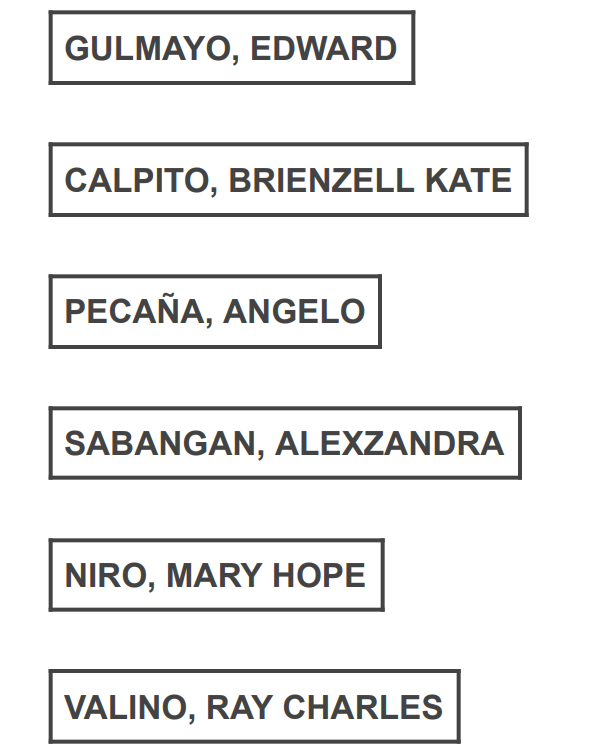 GULMAYO, EDWARD
CALPITO, BRIENZELL KATE
PECAÑA, ANGELO
SABANGAN, ALEXZANDRA
NIRO, MARY HOPE
VALINO, RAY CHARLES